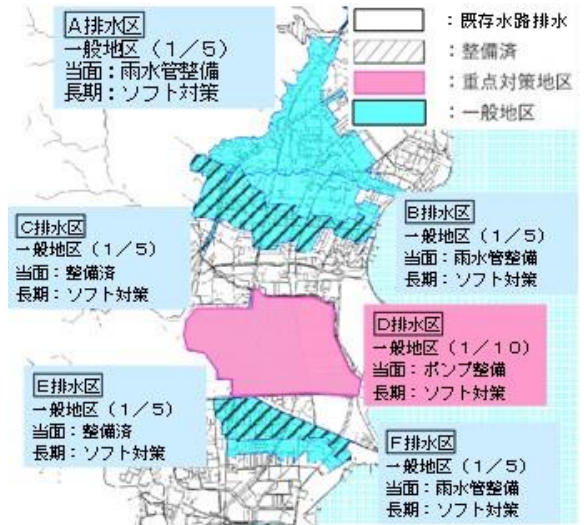 A排水区
一般地区（1／5）
当面：雨水管整備
長期：ソフト対策
：既存水路排水
：整備済
：重点対策地区
：一般地区
C排水区
一般地区（1／5）
当面：整備済
長期：ソフト対策
B排水区
一般地区（1／5）
当面：雨水管整備
長期：ソフト対策
D排水区
一般地区（1／10）
当面：ポンプ整備
長期：ソフト対策
E排水区
一般地区（1／5）
当面：整備済
長期：ソフト対策
F排水区
一般地区（1／5）
当面：雨水管整備
長期：ソフト対策